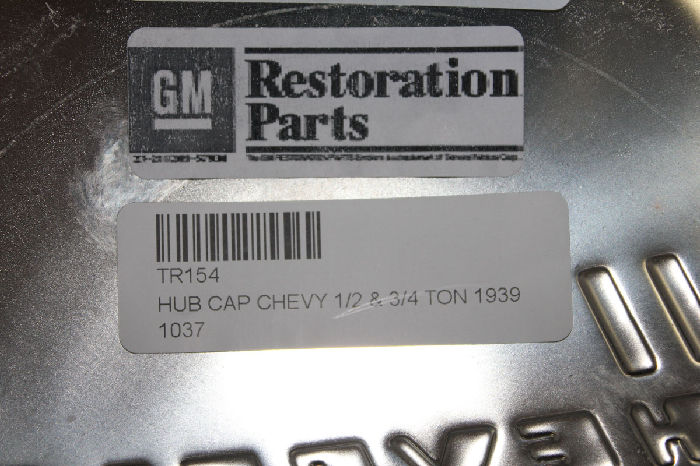 GM
Restoration
Parts
TR154
HUB CAP CHEVY 1/2 & 3/4 TON 1939
1037